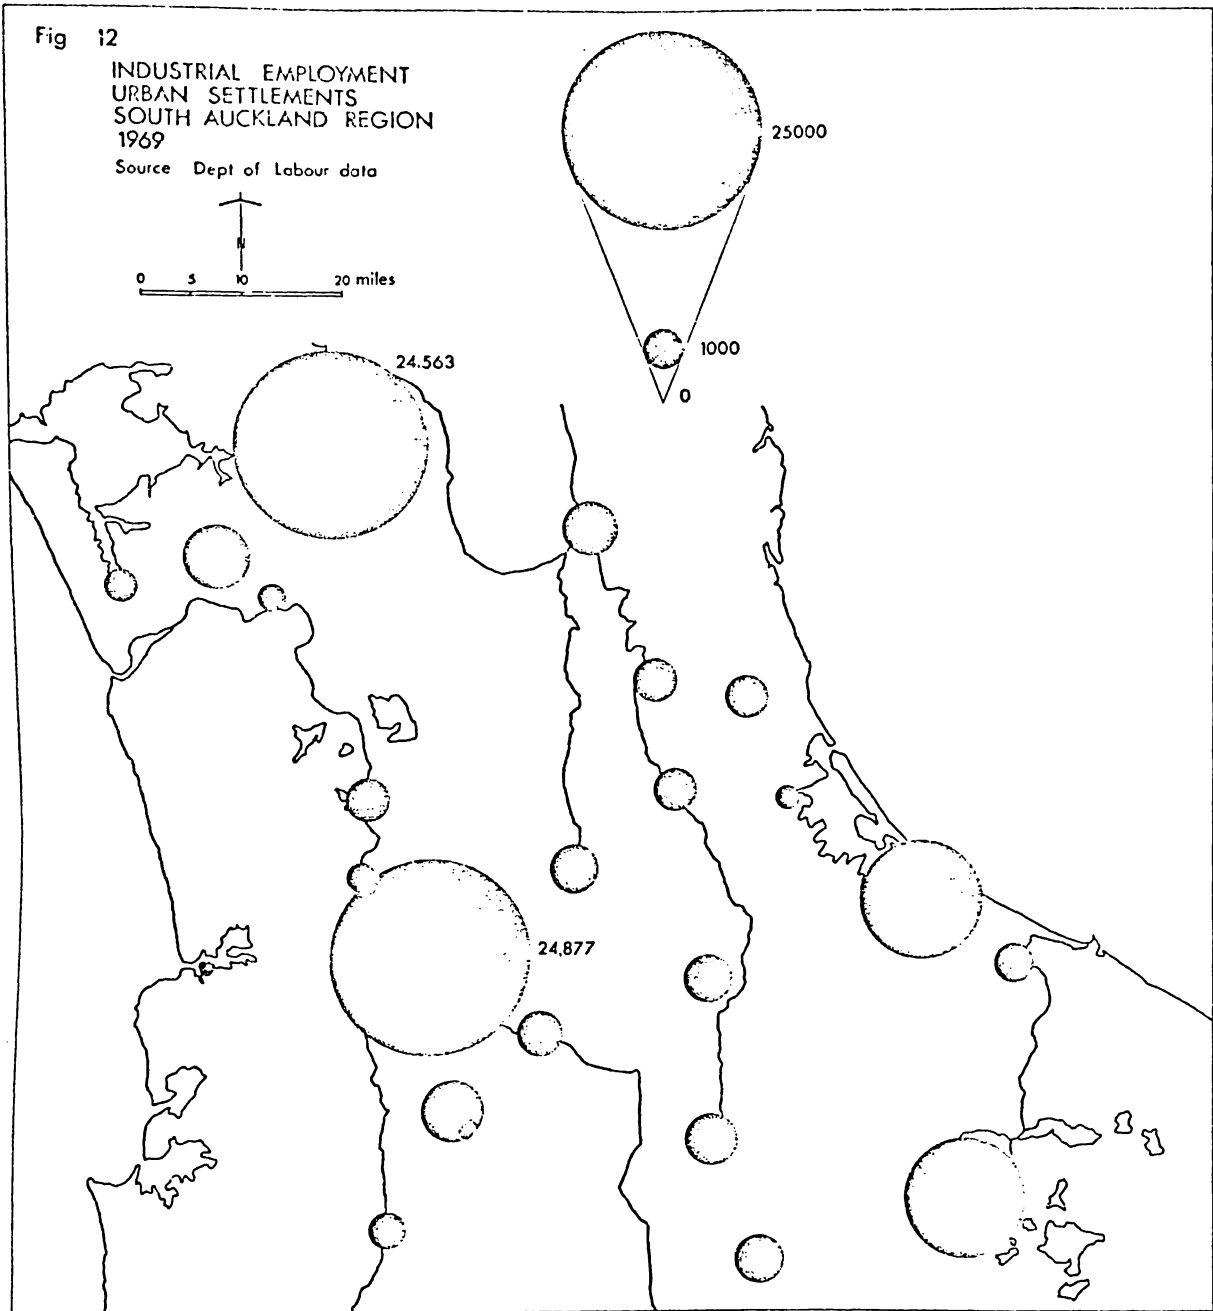 Fig 12
INDUSTRIAL EMPLOYMENT
URBAN SETTLEMENTS
SOUTH AUCKLAND REGION
1969
Source Dept of Labour data
N
0 5 10 20 miles
25000
1000
0
24.563
24,877